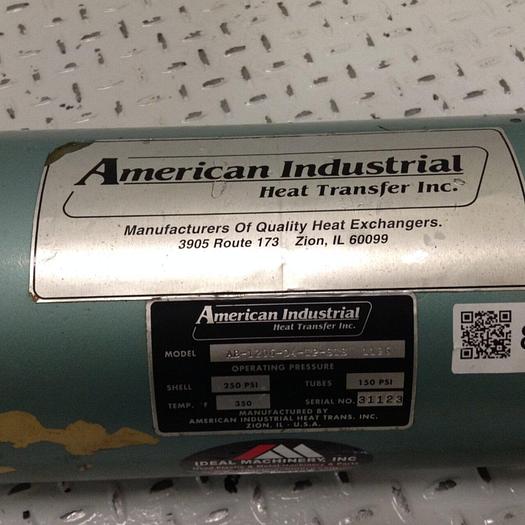 American Industrial
Heat Transfer Inc.
Manufacturers Of Quality Heat Exchangers.
3905 Route 173 Zion, IL 60099
American Industrial
Heat Transfer Inc.
MODEL
OPERATING PRESSURE
SHELL 250 PSI TUBES 150 PSI
TEMP. °F 350 SERIAL NO. 31123
MANUFACTURED BY
AMERICAN INDUSTRIAL HEAT TRANS. INC.
ZION, IL - U.S.A.
IDEAL MACHINERY, INC